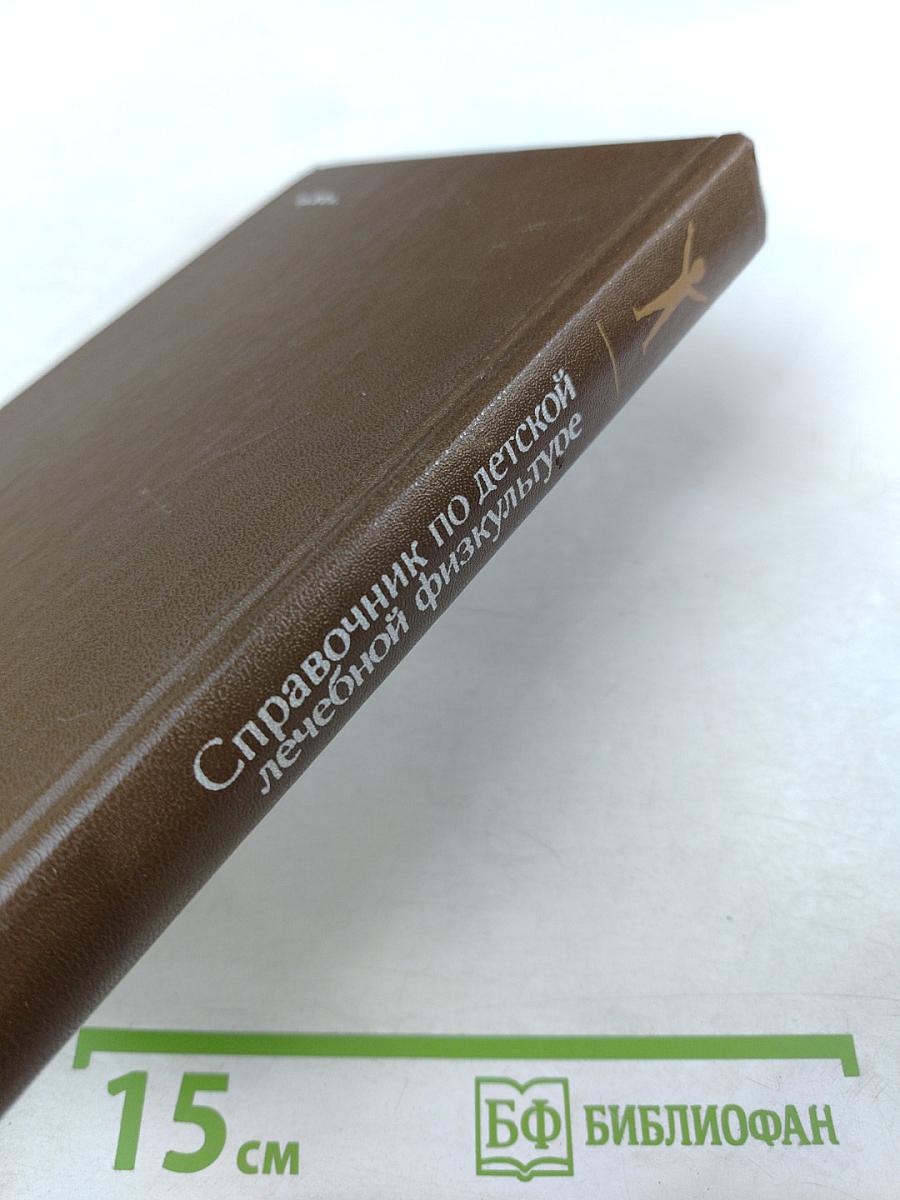 Справочник по детской
лечебной физкультуре
15 см
БФ БИБЛИОФАН